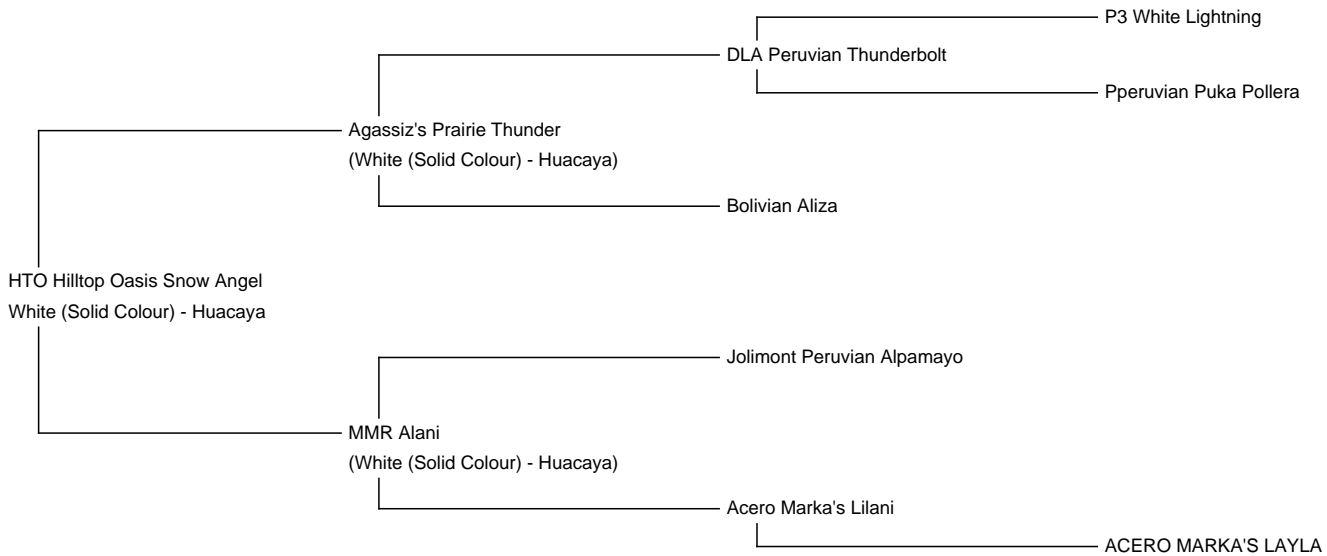 P3 White Lightning
DLA Peruvian Thunderbolt
Pperuvian Puka Pollera
Agassiz's Prairie Thunder
(White (Solid Colour) - Huacaya)
Bolivian Aliza
HTO Hilltop Oasis Snow Angel
White (Solid Colour) - Huacaya
Jolimont Peruvian Alpamayo
MMR Alani
(White (Solid Colour) - Huacaya)
Acero Marka's Lilani
ACERO MARKA'S LAYLA